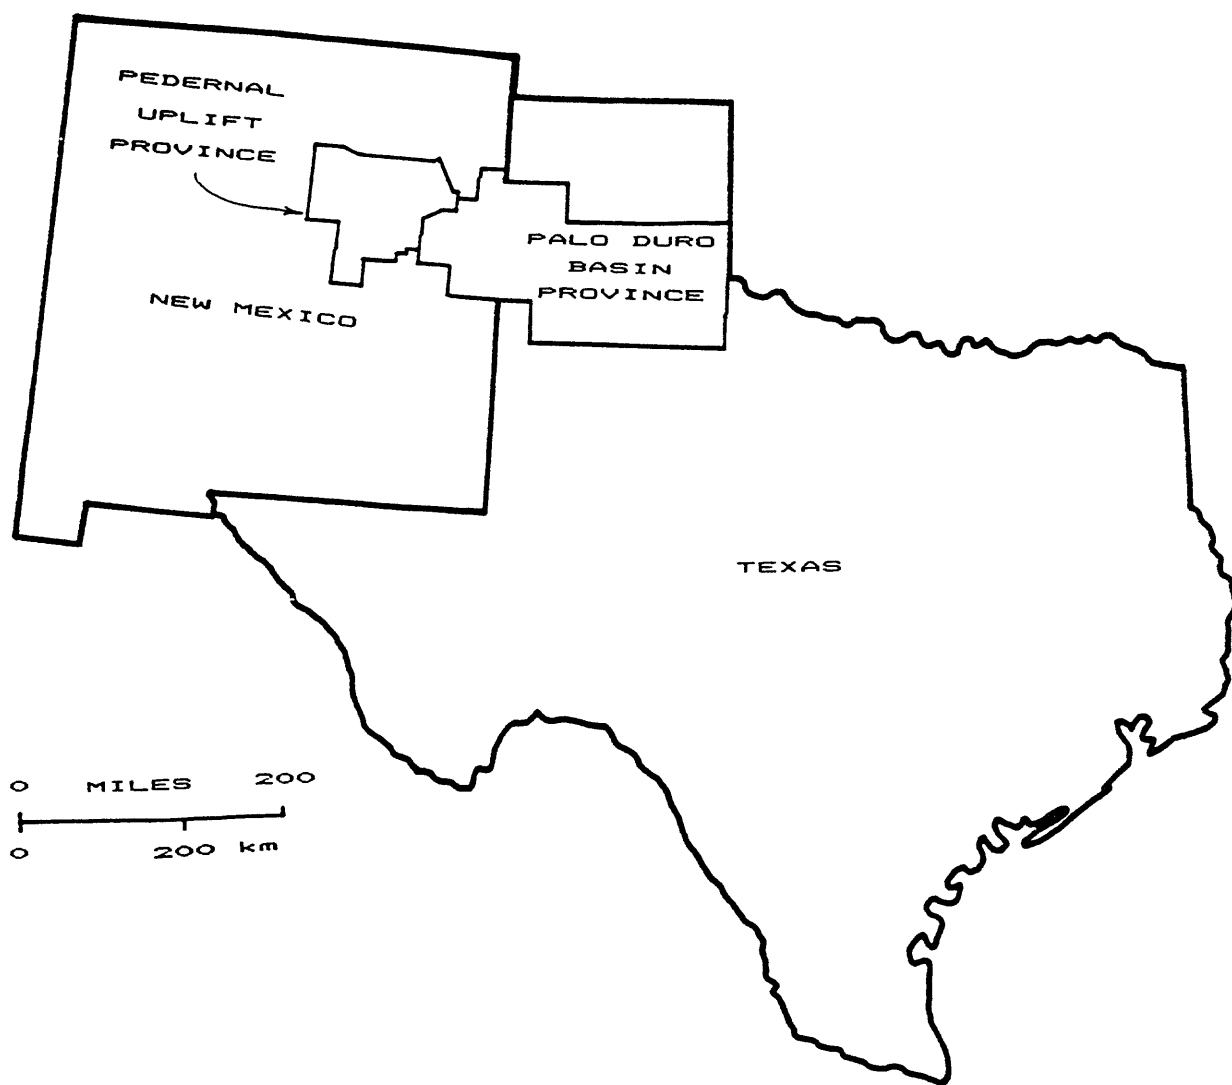 PEDERNAL
UPLIFT
PROVINCE
PALO DURO
BASIN
PROVINCE
NEW MEXICO
TEXAS
0 MILES 200
0 200 km